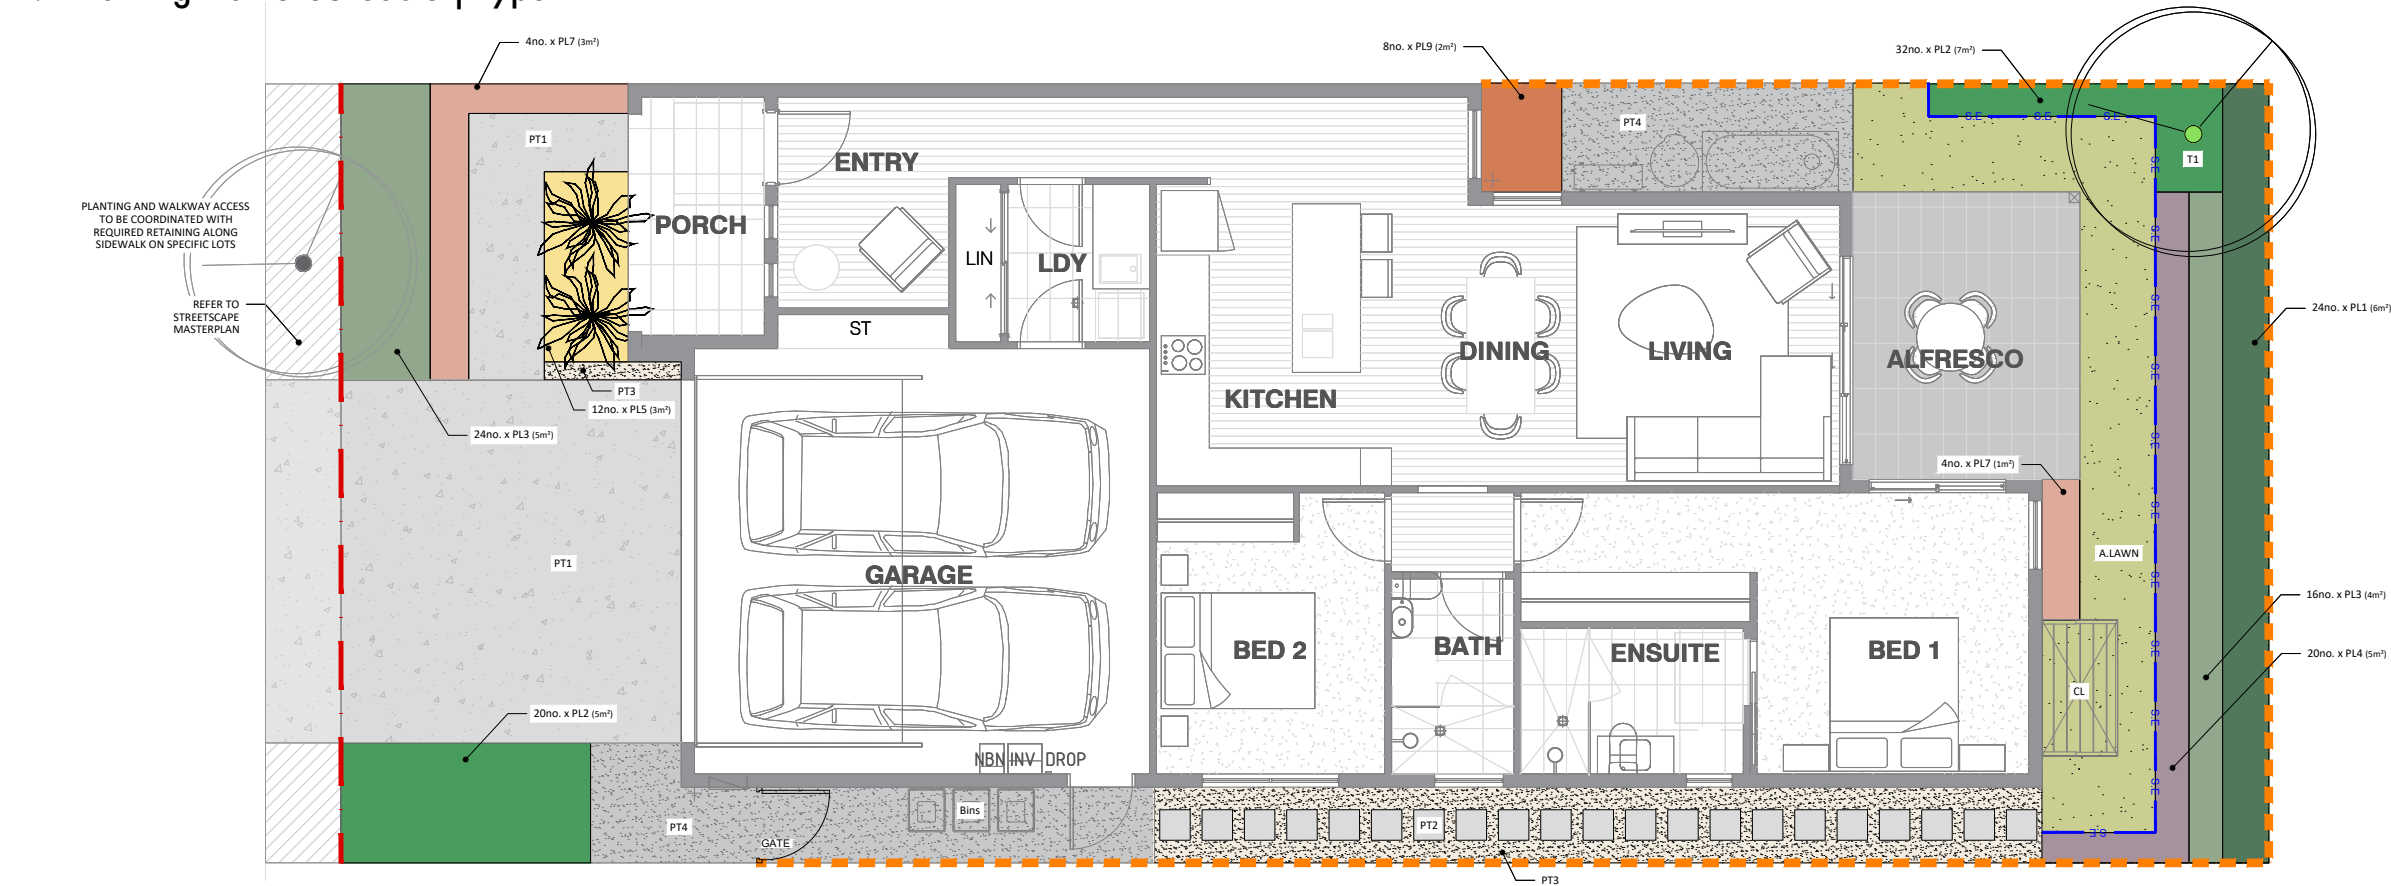 4no. x PL7 (3m²)
8no. x PL9 (2m²)
32no. x PL2 (7m²)
PT1
PT4
ENTRY
T1
S.E S.E S.E
PLANTING AND WALKWAY ACCESS
TO BE COORDINATED WITH
REQUIRED RETAINING ALONG
SIDEWALK ON SPECIFIC LOTS
PORCH
LIN
LDY
REFER TO
STREETSCAPE
MASTERPLAN
ST
24no. x PL1 (6m²)
DINING
LIVING
ALFRESCO
KITCHEN
PT3
12no. x PL5 (3m²)
24no. x PL3 (5m²)
4no. x PL7 (1m²)
PT1
GARAGE
A.LAWN
S.E
S.E
S.E
S.E
S.E
S.E
S.E
S.E
S.E
S.E
16no. x PL3 (4m²)
BED 2
BATH
ENSUITE
BED 1
20no. x PL4 (5m²)
CL
20no. x PL2 (5m²)
NBN INV DROP
Bins
PT4
GATE
PT2
S.E
PT3